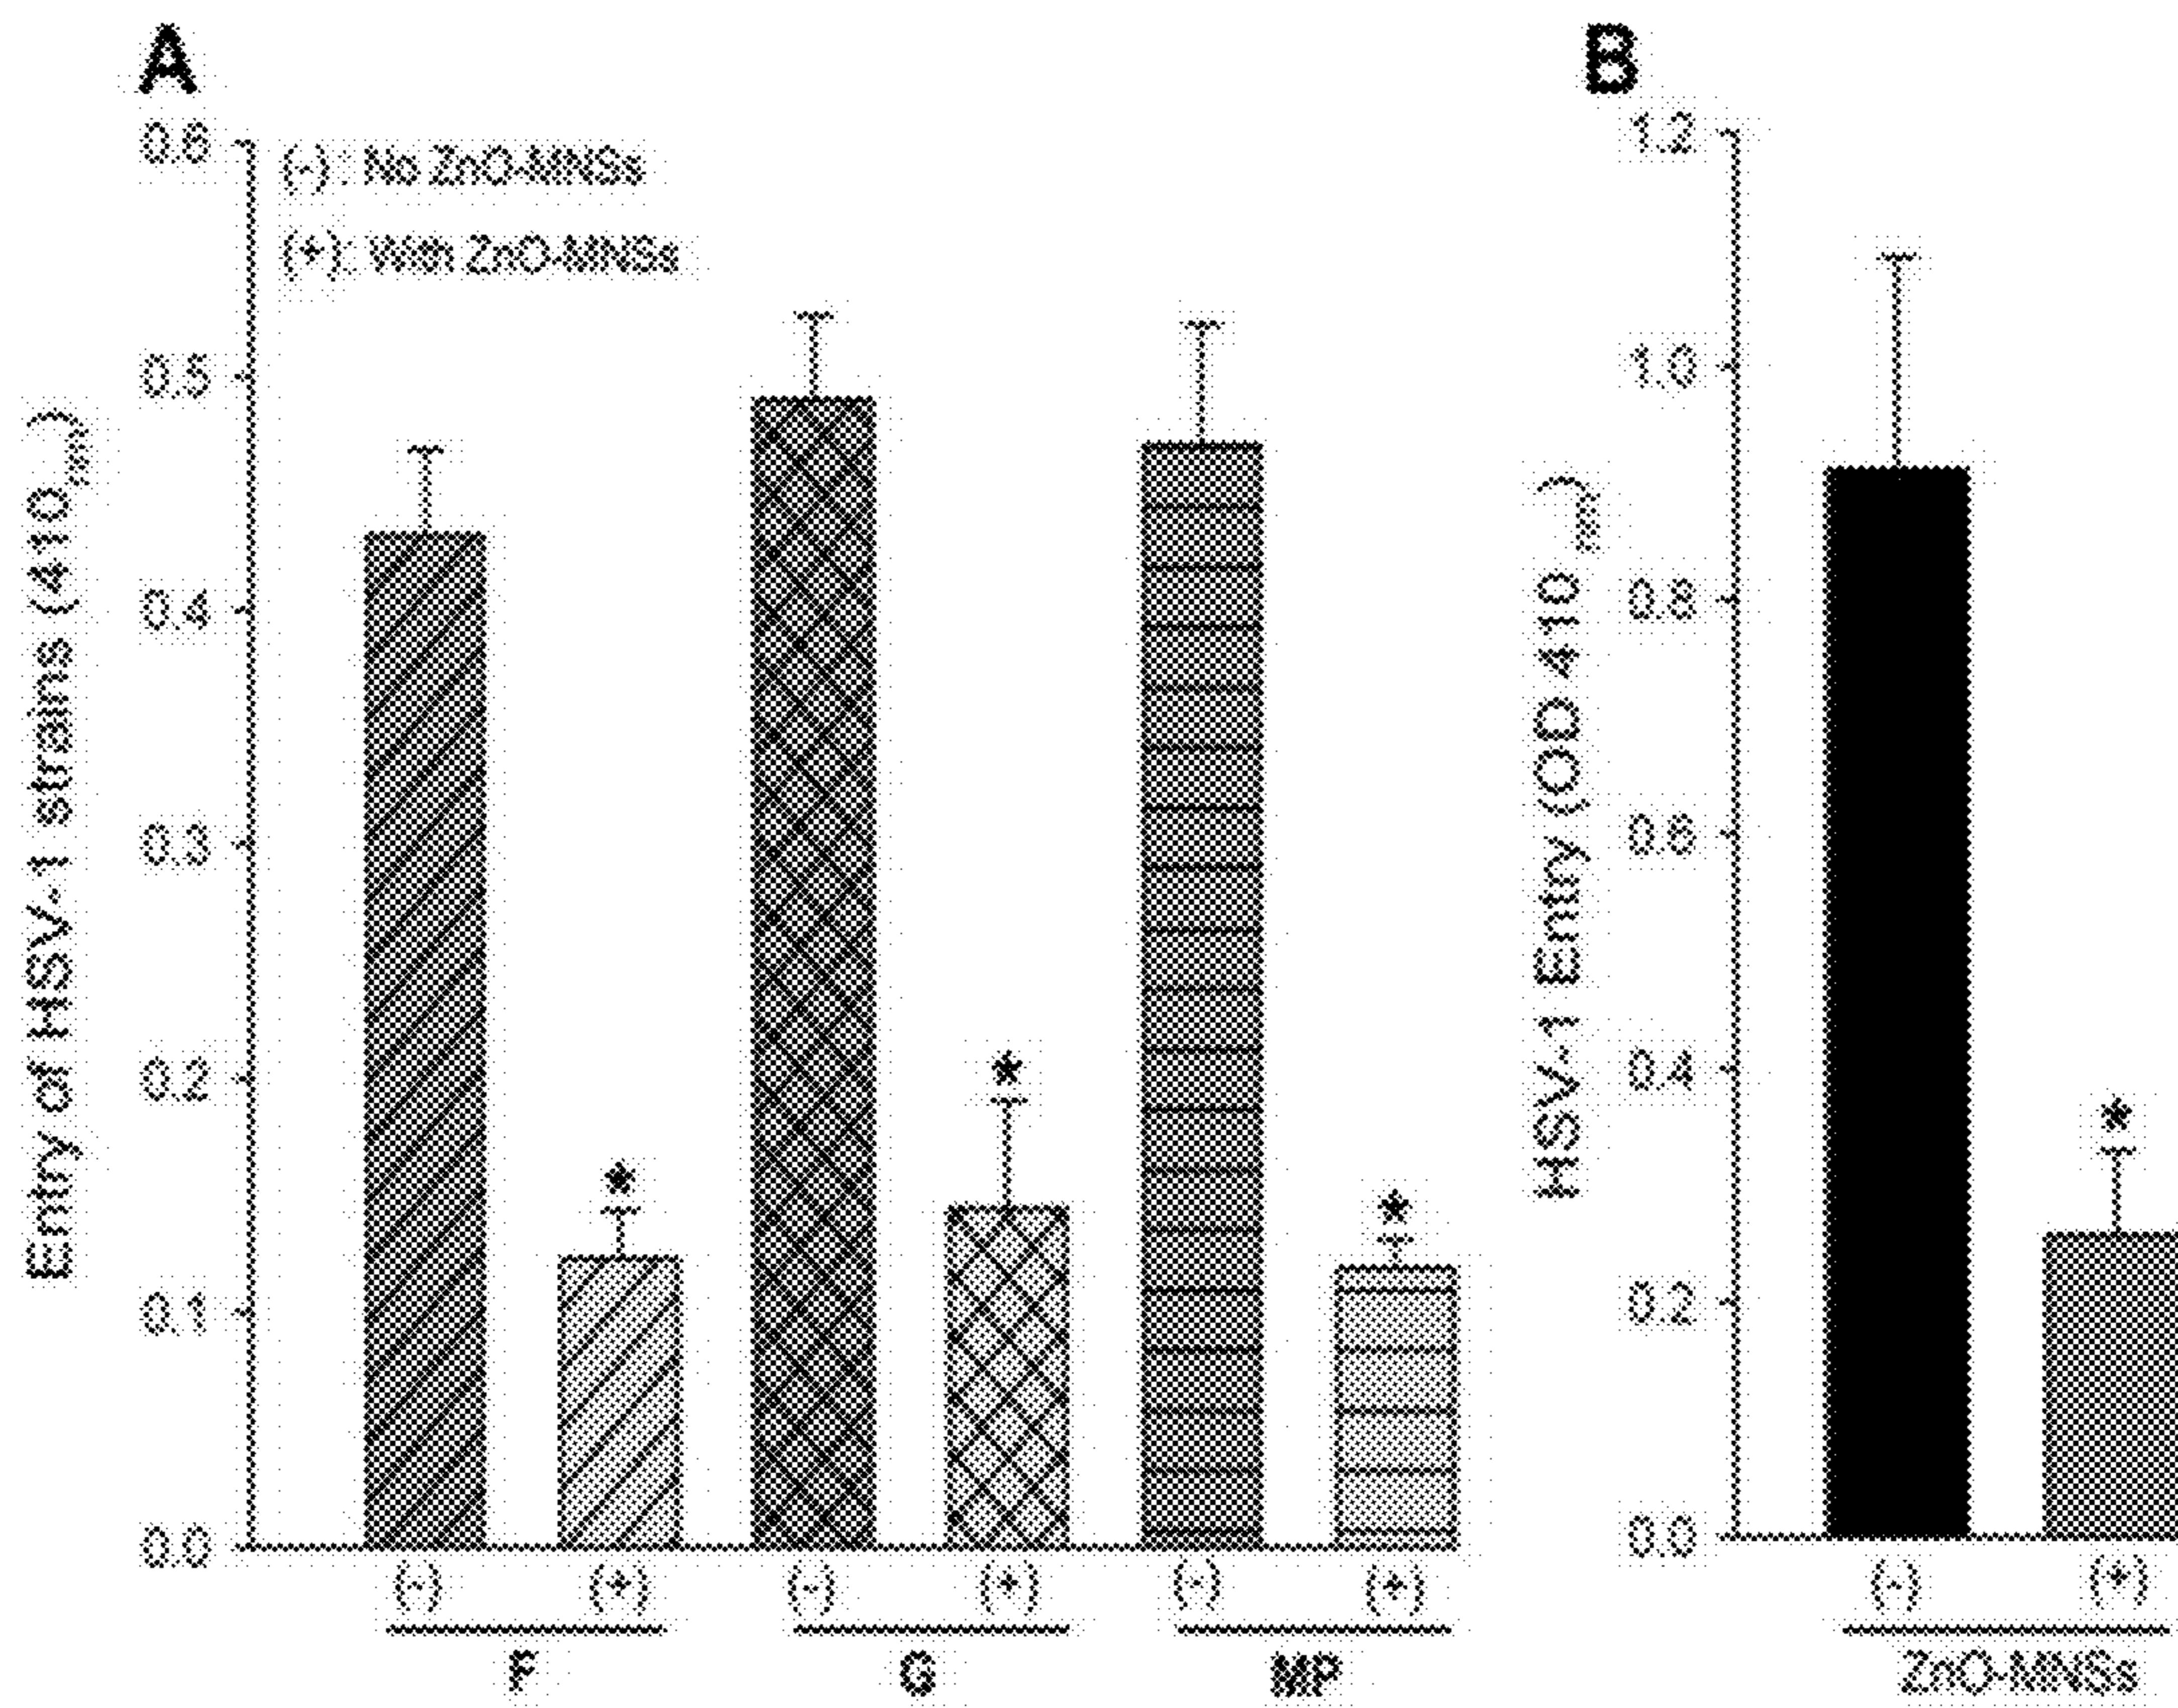 A
Entry of HSV-1 strains (410 nm)
0.6
0.5
0.4
0.3
0.2
0.1
0.0
(-): No ZnO-MNSs
(+): With ZnO-MNSs
*
*
*
(-) (+) (-) (+) (-) (+)
F G MP
B
HSV-1 Entry (OD 410 nm)
1.2
1.0
0.8
0.6
0.4
0.2
0.0
*
(-) (+)
ZnO-MNSs